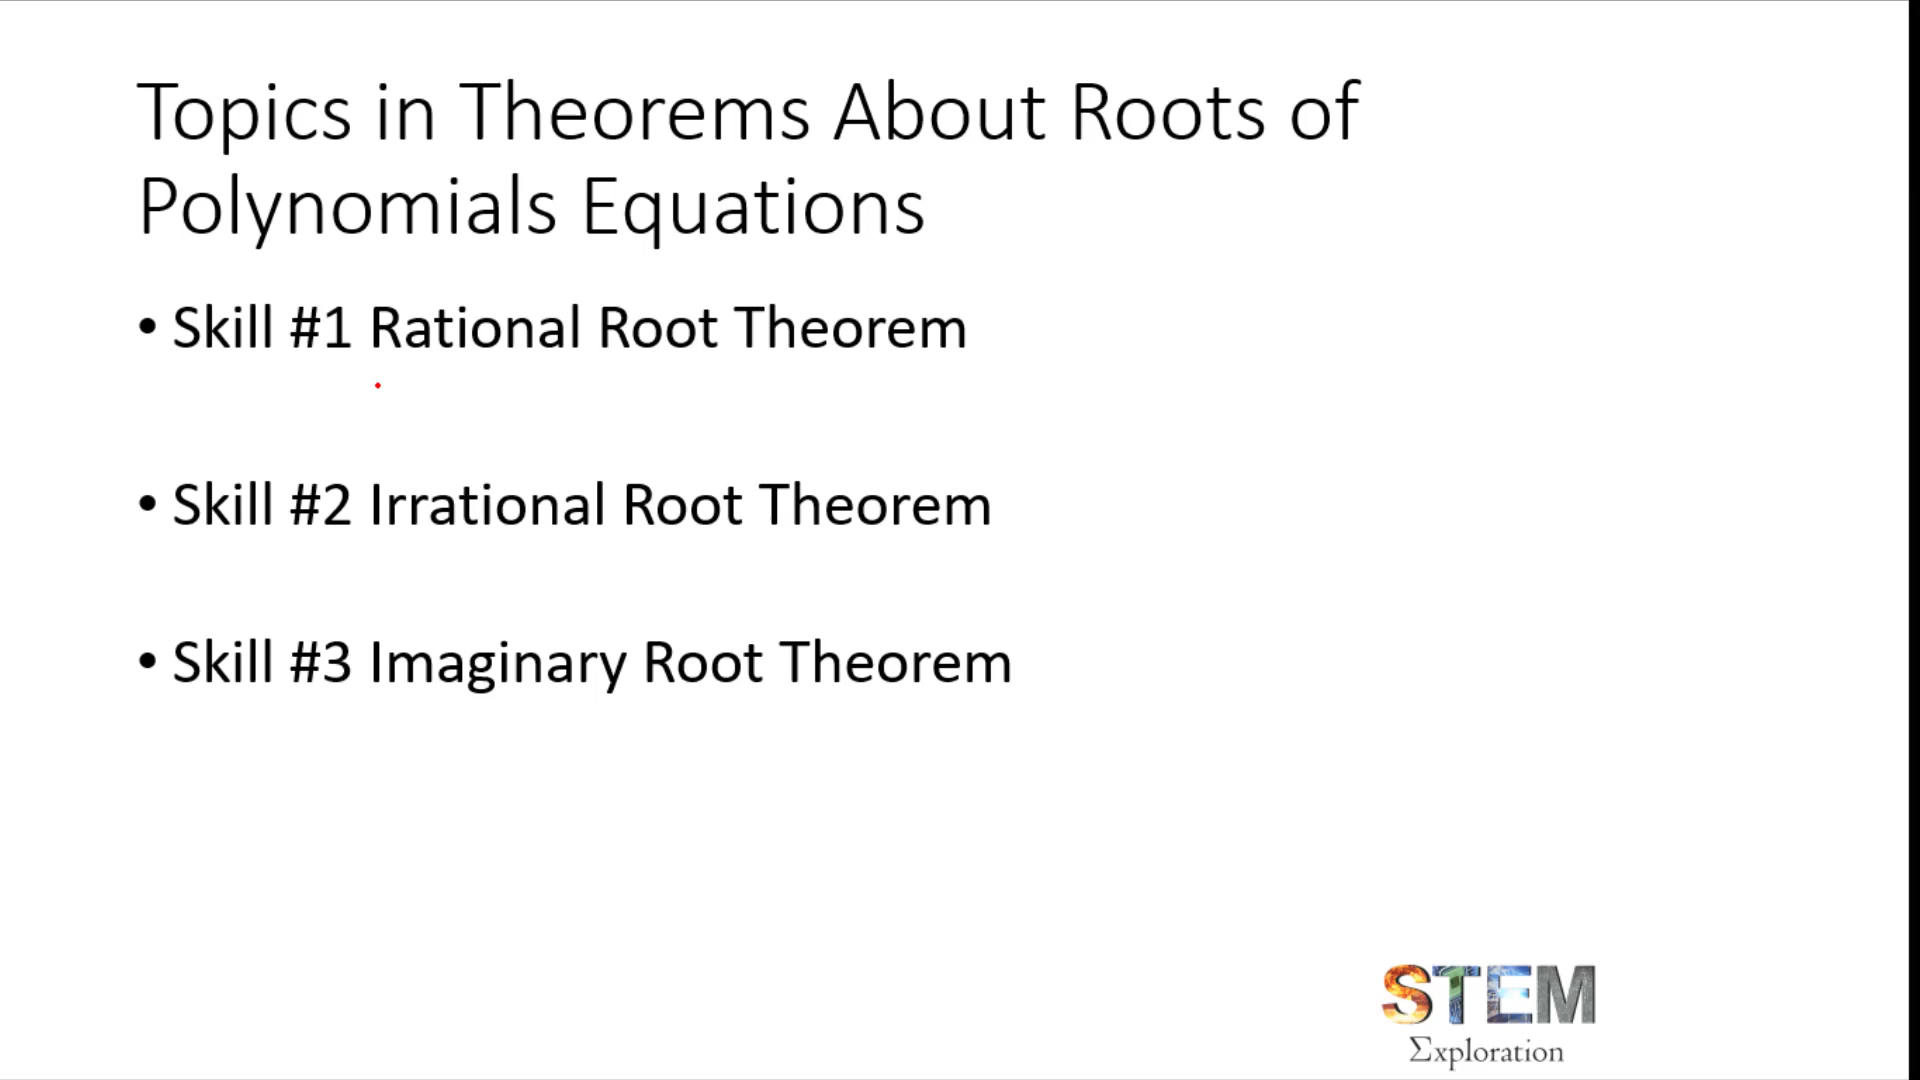 Topics in Theorems About Roots of
Polynomials Equations
• Skill #1 Rational Root Theorem
• Skill #2 Irrational Root Theorem
• Skill #3 Imaginary Root Theorem
STEM
Σxploration